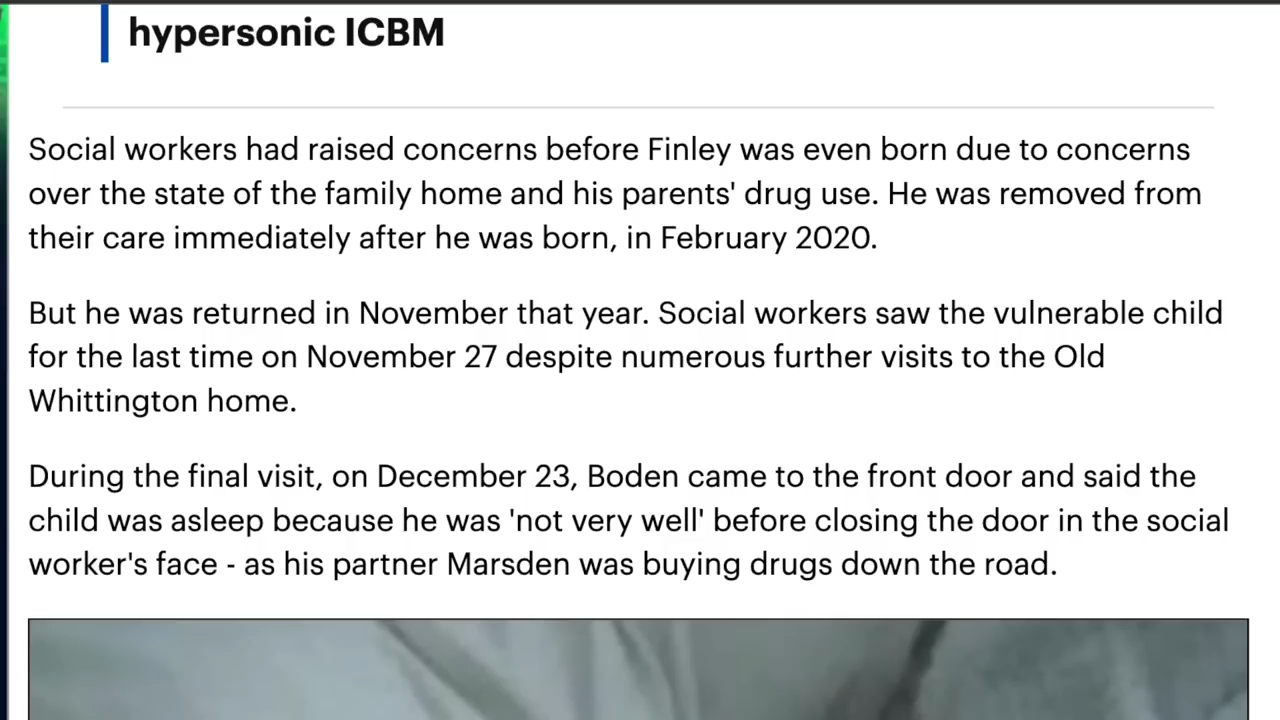 hypersonic ICBM
Social workers had raised concerns before Finley was even born due to concerns
over the state of the family home and his parents' drug use. He was removed from
their care immediately after he was born, in February 2020.
But he was returned in November that year. Social workers saw the vulnerable child
for the last time on November 27 despite numerous further visits to the Old
Whittington home.
During the final visit, on December 23, Boden came to the front door and said the
child was asleep because he was 'not very well' before closing the door in the social
worker's face - as his partner Marsden was buying drugs down the road.